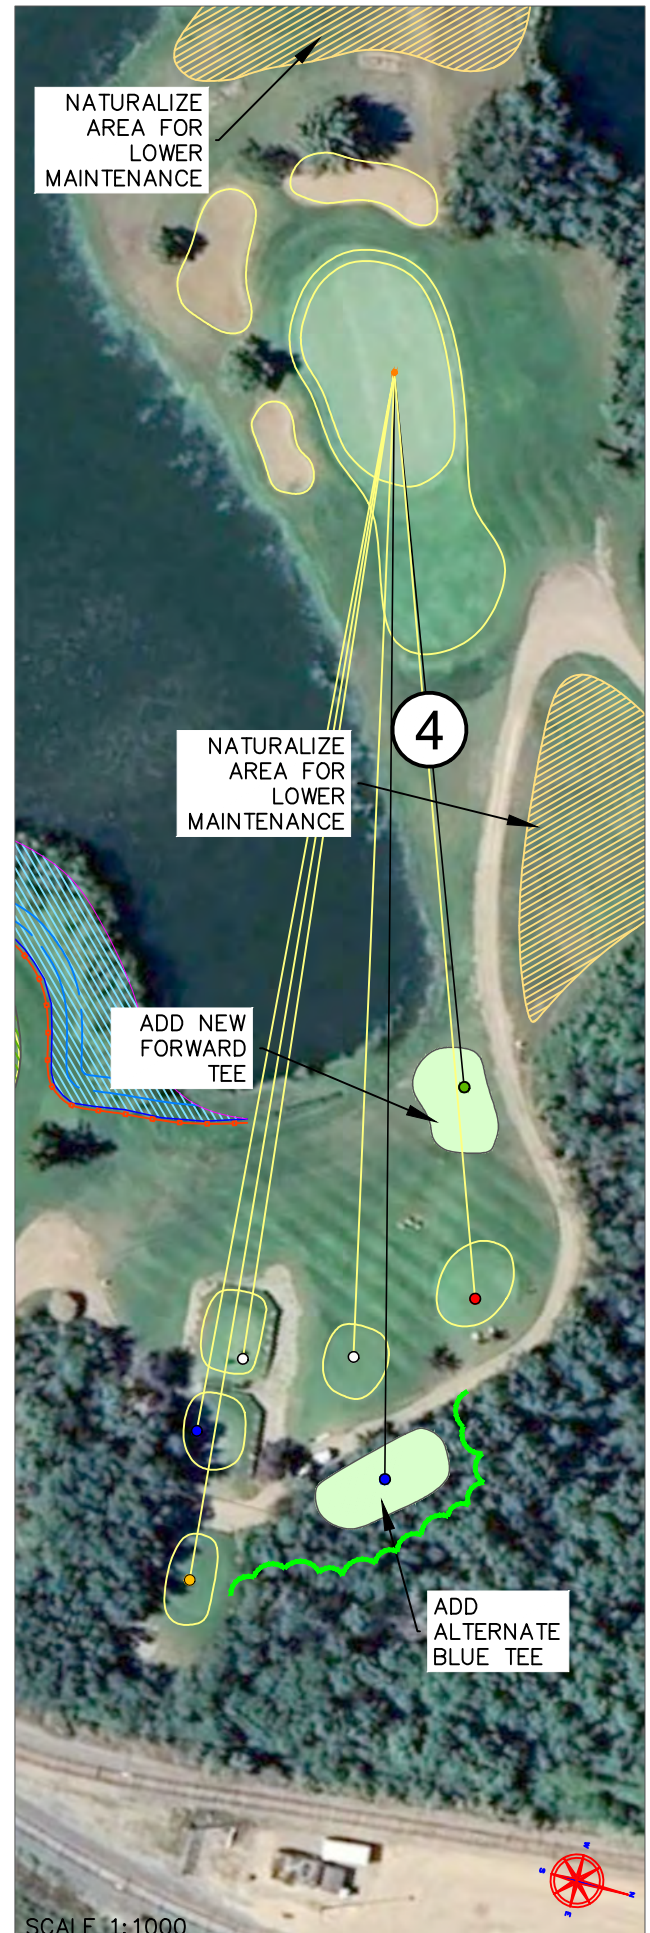 NATURALIZE
AREA FOR
LOWER
MAINTENANCE
4
NATURALIZE
AREA FOR
LOWER
MAINTENANCE
ADD NEW
FORWARD
TEE
ADD
ALTERNATE
BLUE TEE
W
S
N
E
SCALE 1:1000